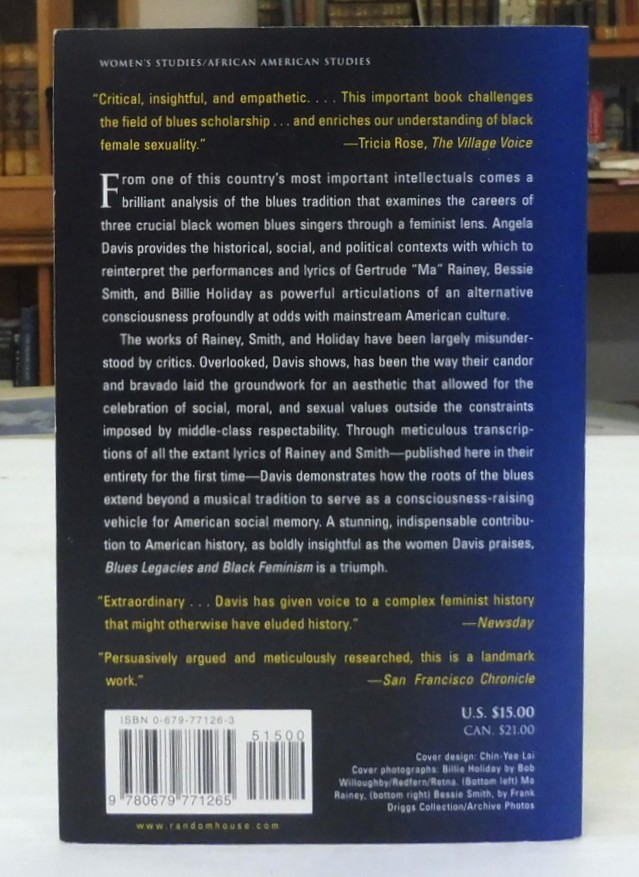 WOMEN'S STUDIES/AFRICAN AMERICAN STUDIES
"Critical, insightful, and empathetic. . . . This important book challenges
the field of blues scholarship . . . and enriches our understanding of black
female sexuality." —Tricia Rose, The Village Voice
From one of this country's most important intellectuals comes a
brilliant analysis of the blues tradition that examines the careers of
three crucial black women blues singers through a feminist lens. Angela
Davis provides the historical, social, and political contexts with which to
reinterpret the performances and lyrics of Gertrude "Ma" Rainey, Bessie
Smith, and Billie Holiday as powerful articulations of an alternative
consciousness profoundly at odds with mainstream American culture.
The works of Rainey, Smith, and Holiday have been largely misunder-
stood by critics. Overlooked, Davis shows, has been the way their candor
and bravado laid the groundwork for an aesthetic that allowed for the
celebration of social, moral, and sexual values outside the constraints
imposed by middle-class respectability. Through meticulous transcrip-
tions of all the extant lyrics of Rainey and Smith—published here in their
entirety for the first time—Davis demonstrates how the roots of the blues
extend beyond a musical tradition to serve as a consciousness-raising
vehicle for American social memory. A stunning, indispensable contribu-
tion to American history, as boldly insightful as the women Davis praises,
Blues Legacies and Black Feminism is a triumph.
"Extraordinary . . . Davis has given voice to a complex feminist history
that might otherwise have eluded history." —Newsday
"Persuasively argued and meticulously researched, this is a landmark
work." —San Francisco Chronicle
ISBN 0-679-77126-3
51500
9 780679 771265
www.randomhouse.com
U.S. $15.00
CAN. $21.00
Cover design: Chin-Yee Lai
Cover photographs: Billie Holiday by Bob
Willoughby/Redfern/Retna. (Bottom left) Ma
Rainey, (bottom right) Bessie Smith, by Frank
Driggs Collection/Archive Photos